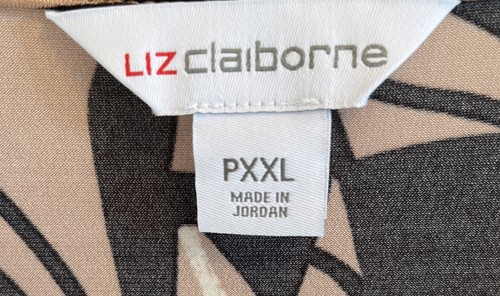 LIZ claiborne
PXXL
MADE IN
JORDAN